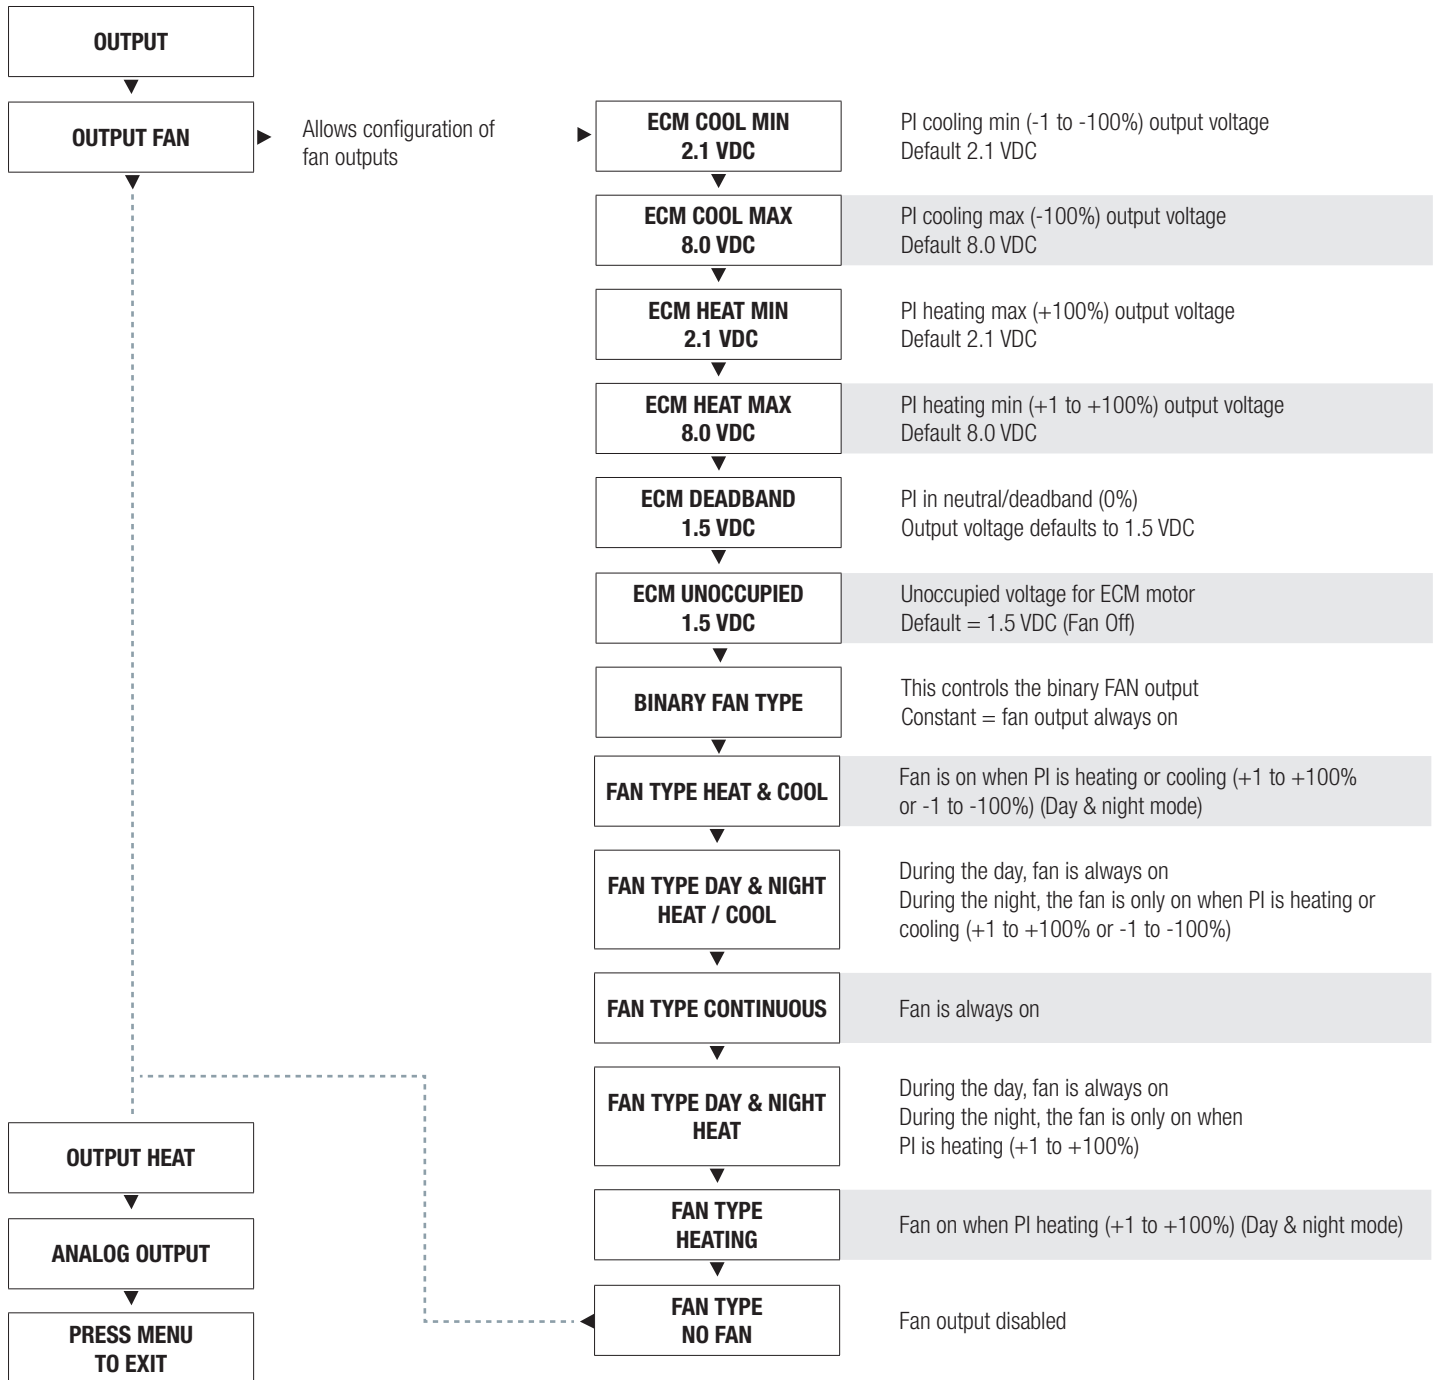 OUTPUT
OUTPUT FAN
Allows configuration of
fan outputs
ECM COOL MIN
2.1 VDC
PI cooling min (-1 to -100%) output voltage
Default 2.1 VDC
ECM COOL MAX
8.0 VDC
PI cooling max (-100%) output voltage
Default 8.0 VDC
ECM HEAT MIN
2.1 VDC
PI heating max (+100%) output voltage
Default 2.1 VDC
ECM HEAT MAX
8.0 VDC
PI heating min (+1 to +100%) output voltage
Default 8.0 VDC
ECM DEADBAND
1.5 VDC
PI in neutral/deadband (0%)
Output voltage defaults to 1.5 VDC
ECM UNOCCUPIED
1.5 VDC
Unoccupied voltage for ECM motor
Default = 1.5 VDC (Fan Off)
BINARY FAN TYPE
This controls the binary FAN output
Constant = fan output always on
FAN TYPE HEAT & COOL
Fan is on when PI is heating or cooling (+1 to +100%
or -1 to -100%) (Day & night mode)
FAN TYPE DAY & NIGHT
HEAT / COOL
During the day, fan is always on
During the night, the fan is only on when PI is heating or
cooling (+1 to +100% or -1 to -100%)
FAN TYPE CONTINUOUS
Fan is always on
FAN TYPE DAY & NIGHT
HEAT
During the day, fan is always on
During the night, the fan is only on when
PI is heating (+1 to +100%)
FAN TYPE
HEATING
Fan on when PI heating (+1 to +100%) (Day & night mode)
FAN TYPE
NO FAN
Fan output disabled
OUTPUT HEAT
ANALOG OUTPUT
PRESS MENU
TO EXIT